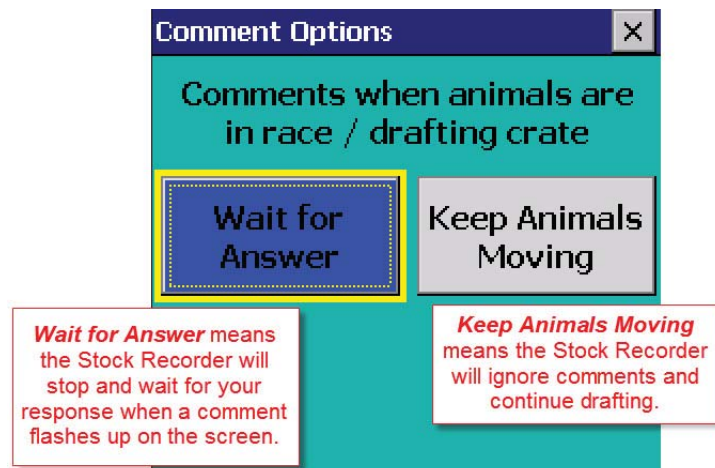 Comment Options
Comments when animals are
in race / drafting crate
Wait for
Answer
Keep Animals
Moving
Wait for Answer means
the Stock Recorder will
stop and wait for your
response when a comment
flashes up on the screen.
Keep Animals Moving
means the Stock Recorder
will ignore comments and
continue drafting.